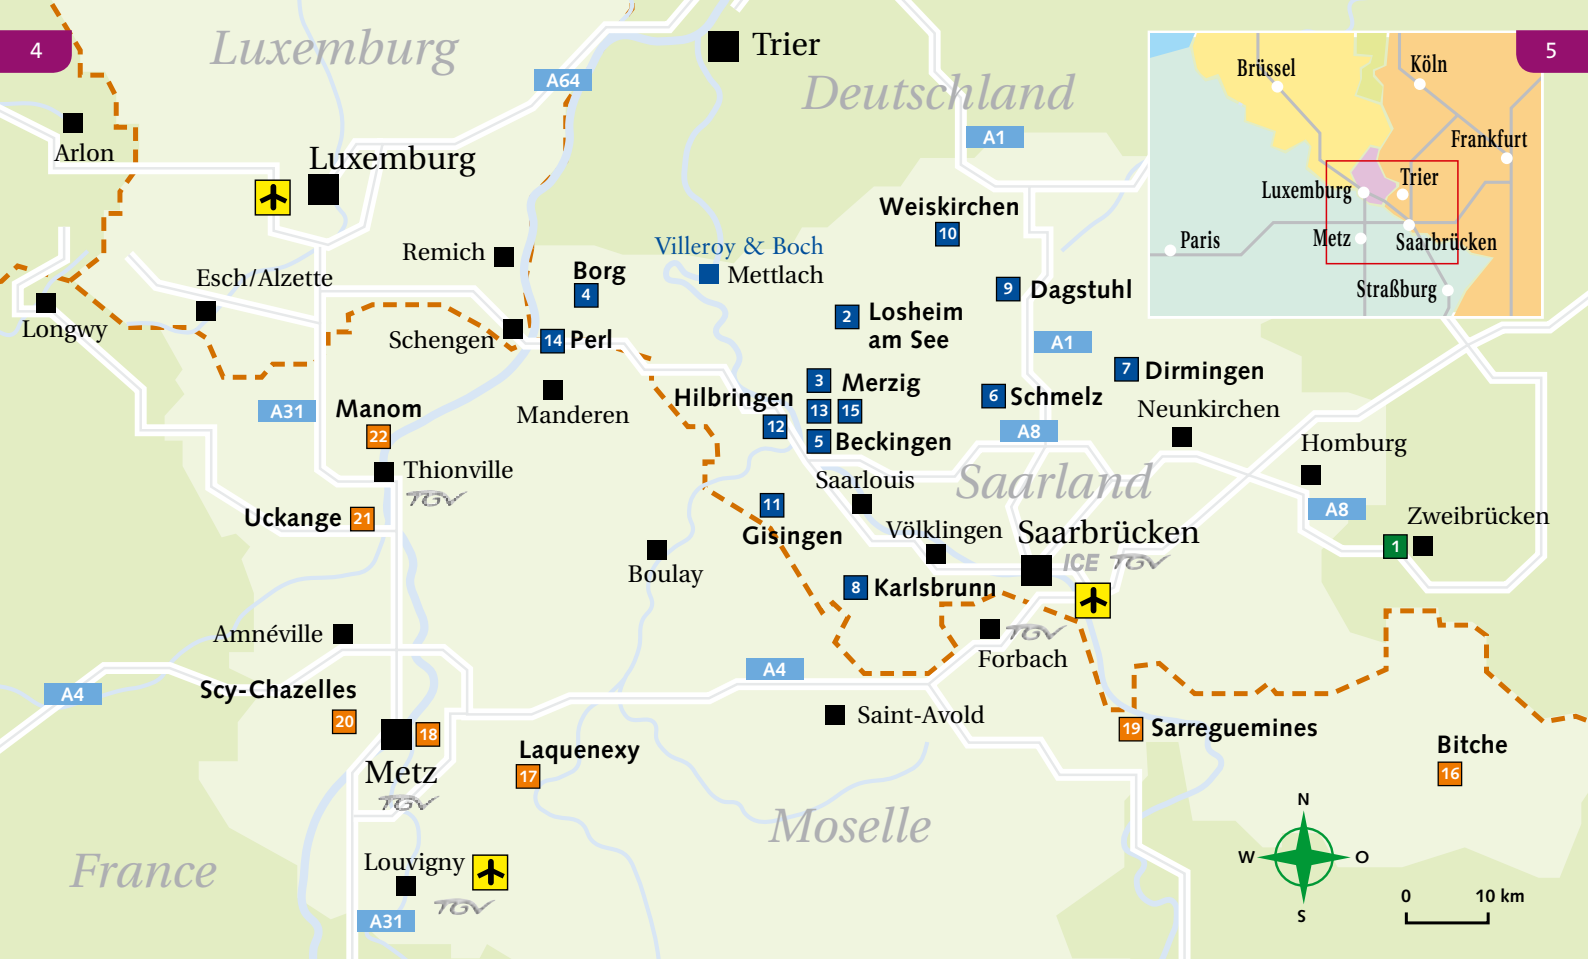 4
5
Luxemburg
Trier
A64
Deutschland
A1
Arlon
Luxemburg
Weiskirchen
10
Villeroy & Boch
Mettlach
Remich
Borg
4
Esch/Alzette
9
Dagstuhl
Longwy
Schengen
14
Perl
2
Losheim
am See
A1
7
Dirmingen
3
Merzig
13
15
6
Schmelz
Neunkirchen
Manderen
Hilbringen
12
A31
Manom
22
5
Beckingen
A8
Homburg
Thionville
TGV
Saarlouis
Saarland
11
Gisingen
Uckange
21
Völklingen
Saarbrücken
ICE
TGV
A8
Zweibrücken
1
Boulay
8
Karlsbrunn
Amnéville
TGV
Forbach
A4
A4
Scy-Chazelles
20
18
Metz
TGV
Saint-Avold
19
Sarreguemines
Laquenexy
17
Bitche
16
Moselle
France
Louvigny
TGV
A31
N
W
O
S
0
10 km
Brüssel
Köln
Frankfurt
Luxemburg
Trier
Paris
Metz
Saarbrücken
Straßburg